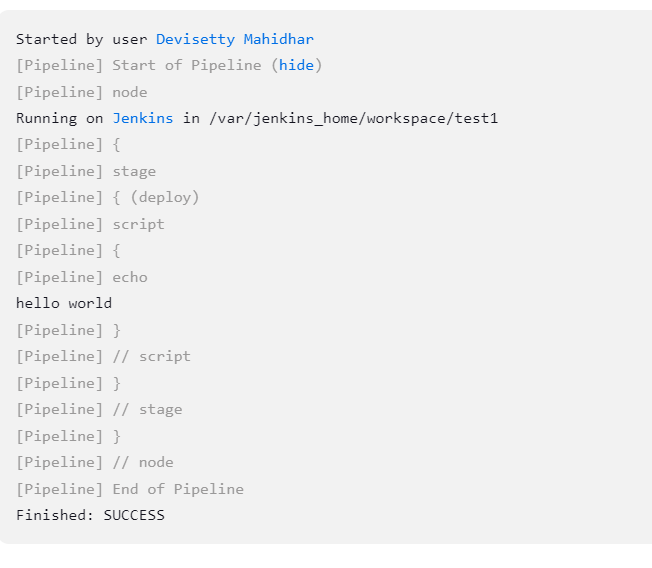 Started by user Devisetty Mahidhar
[Pipeline] Start of Pipeline (hide)
[Pipeline] node
Running on Jenkins in /var/jenkins_home/workspace/test1
[Pipeline] {
[Pipeline] stage
[Pipeline] { (deploy)
[Pipeline] script
[Pipeline] {
[Pipeline] echo
hello world
[Pipeline] }
[Pipeline] // script
[Pipeline] }
[Pipeline] // stage
[Pipeline] }
[Pipeline] // node
[Pipeline] End of Pipeline
Finished: SUCCESS